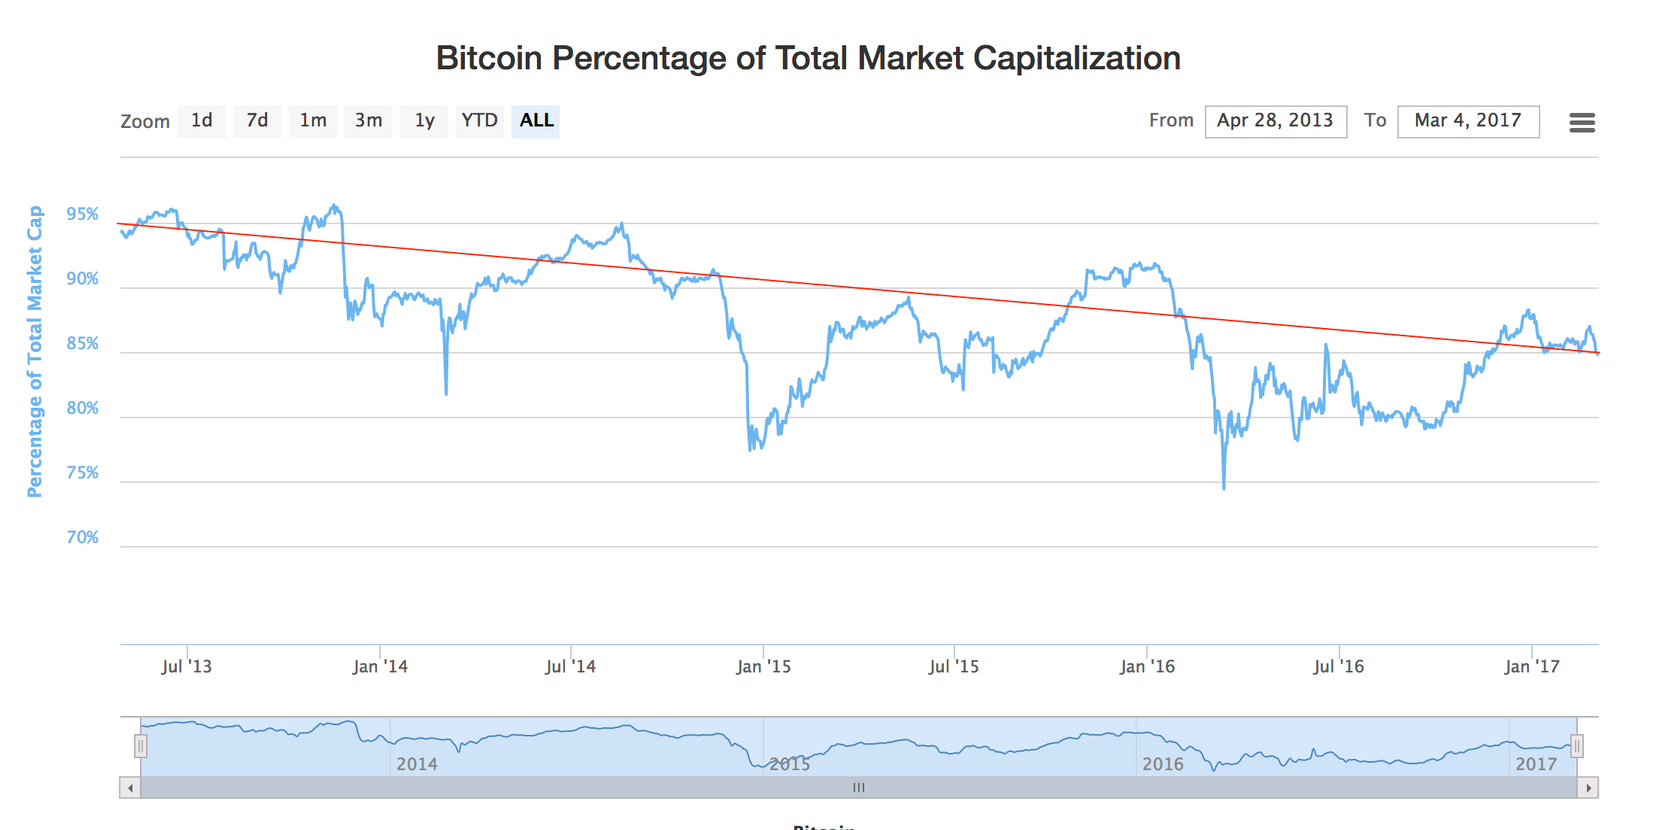 Bitcoin Percentage of Total Market Capitalization
Zoom 1d 7d 1m 3m 1y YTD ALL From Apr 28, 2013 To Mar 4, 2017
Percentage of Total Market Cap
95%
90%
85%
80%
75%
70%
Jul '13 Jan '14 Jul '14 Jan '15 Jul '15 Jan '16 Jul '16 Jan '17
2014 2015 2016 2017
Bitcoin